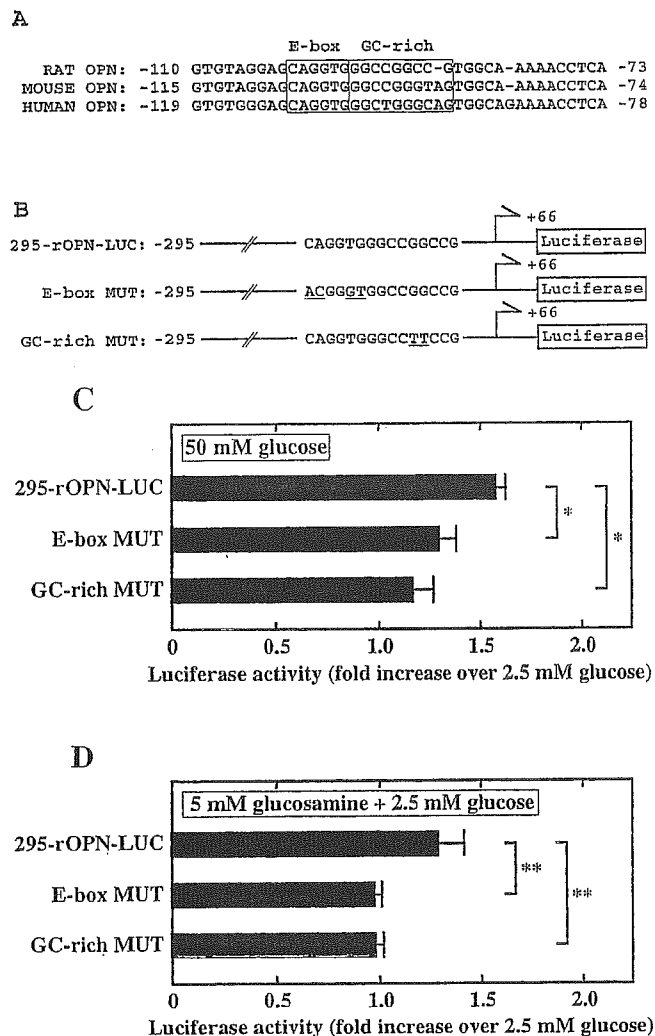 A
E-box GC-rich
RAT OPN: -110 GTGTAGGAGCAGGTGGGCCGGCC-GTGGCA-AAAACCTCA -73
MOUSE OPN: -115 GTGTAGGAGCAGGTGGGCCGGGTAGTGGCA-AAAACCTCA -74
HUMAN OPN: -119 GTGTGGGAGCAGGTGGGCTGGGCAGTGGCAGAAAACCTCA -78
B
+66
295-rOPN-LUC: -295 CAGGTGGGCCGGCCG Luciferase
+66
E-box MUT: -295 ACGGGTGGCCGGCCG Luciferase
+66
GC-rich MUT: -295 CAGGTGGGCCTTCCG Luciferase
C
50 mM glucose
295-rOPN-LUC
*
E-box MUT
*
GC-rich MUT
0 0.5 1.0 1.5 2.0
Luciferase activity (fold increase over 2.5 mM glucose)
D
5 mM glucosamine + 2.5 mM glucose
295-rOPN-LUC
**
E-box MUT
**
GC-rich MUT
0 0.5 1.0 1.5 2.0
Luciferase activity (fold increase over 2.5 mM glucose)